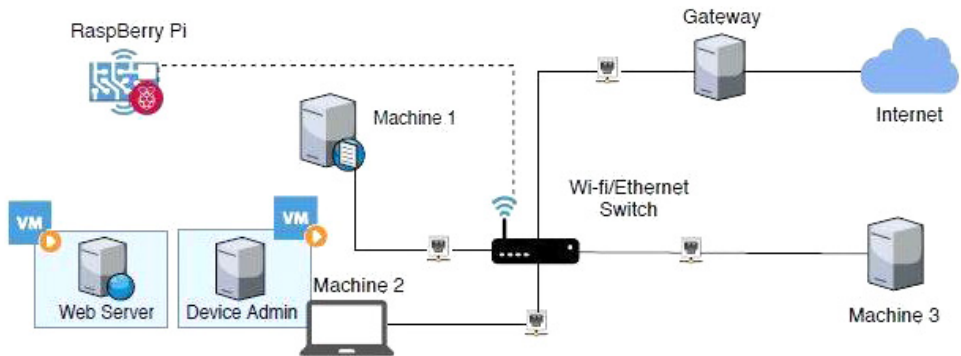 Gateway
RaspBerry Pi
Machine 1
Internet
Wi-fi/Ethernet
Switch
VM
VM
Machine 2
Web Server
Device Admin
Machine 3